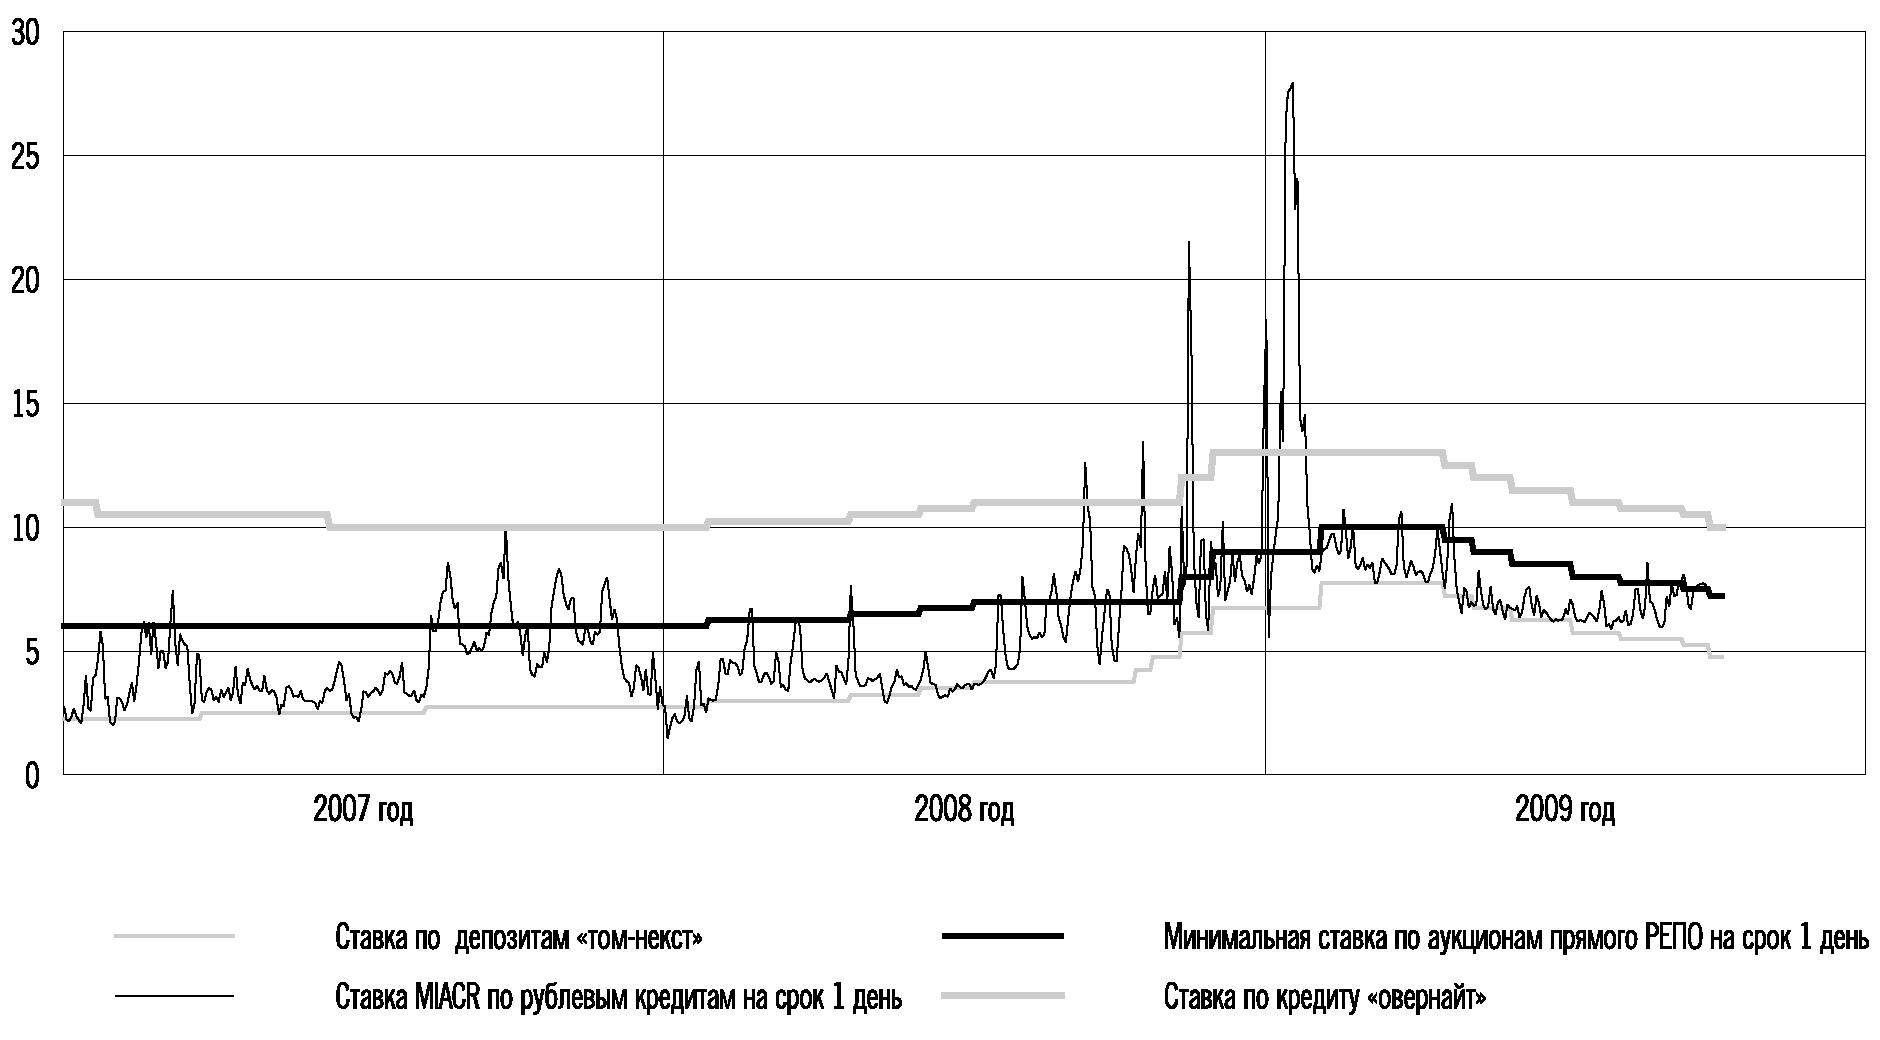 30
25
20
15
10
5
0
2007 год 2008 год 2009 год
Ставка по депозитам «том-некст» Минимальная ставка по аукционам прямого РЕПО на срок 1 день
Ставка MIACR по рублевым кредитам на срок 1 день Ставка по кредиту «овернайт»